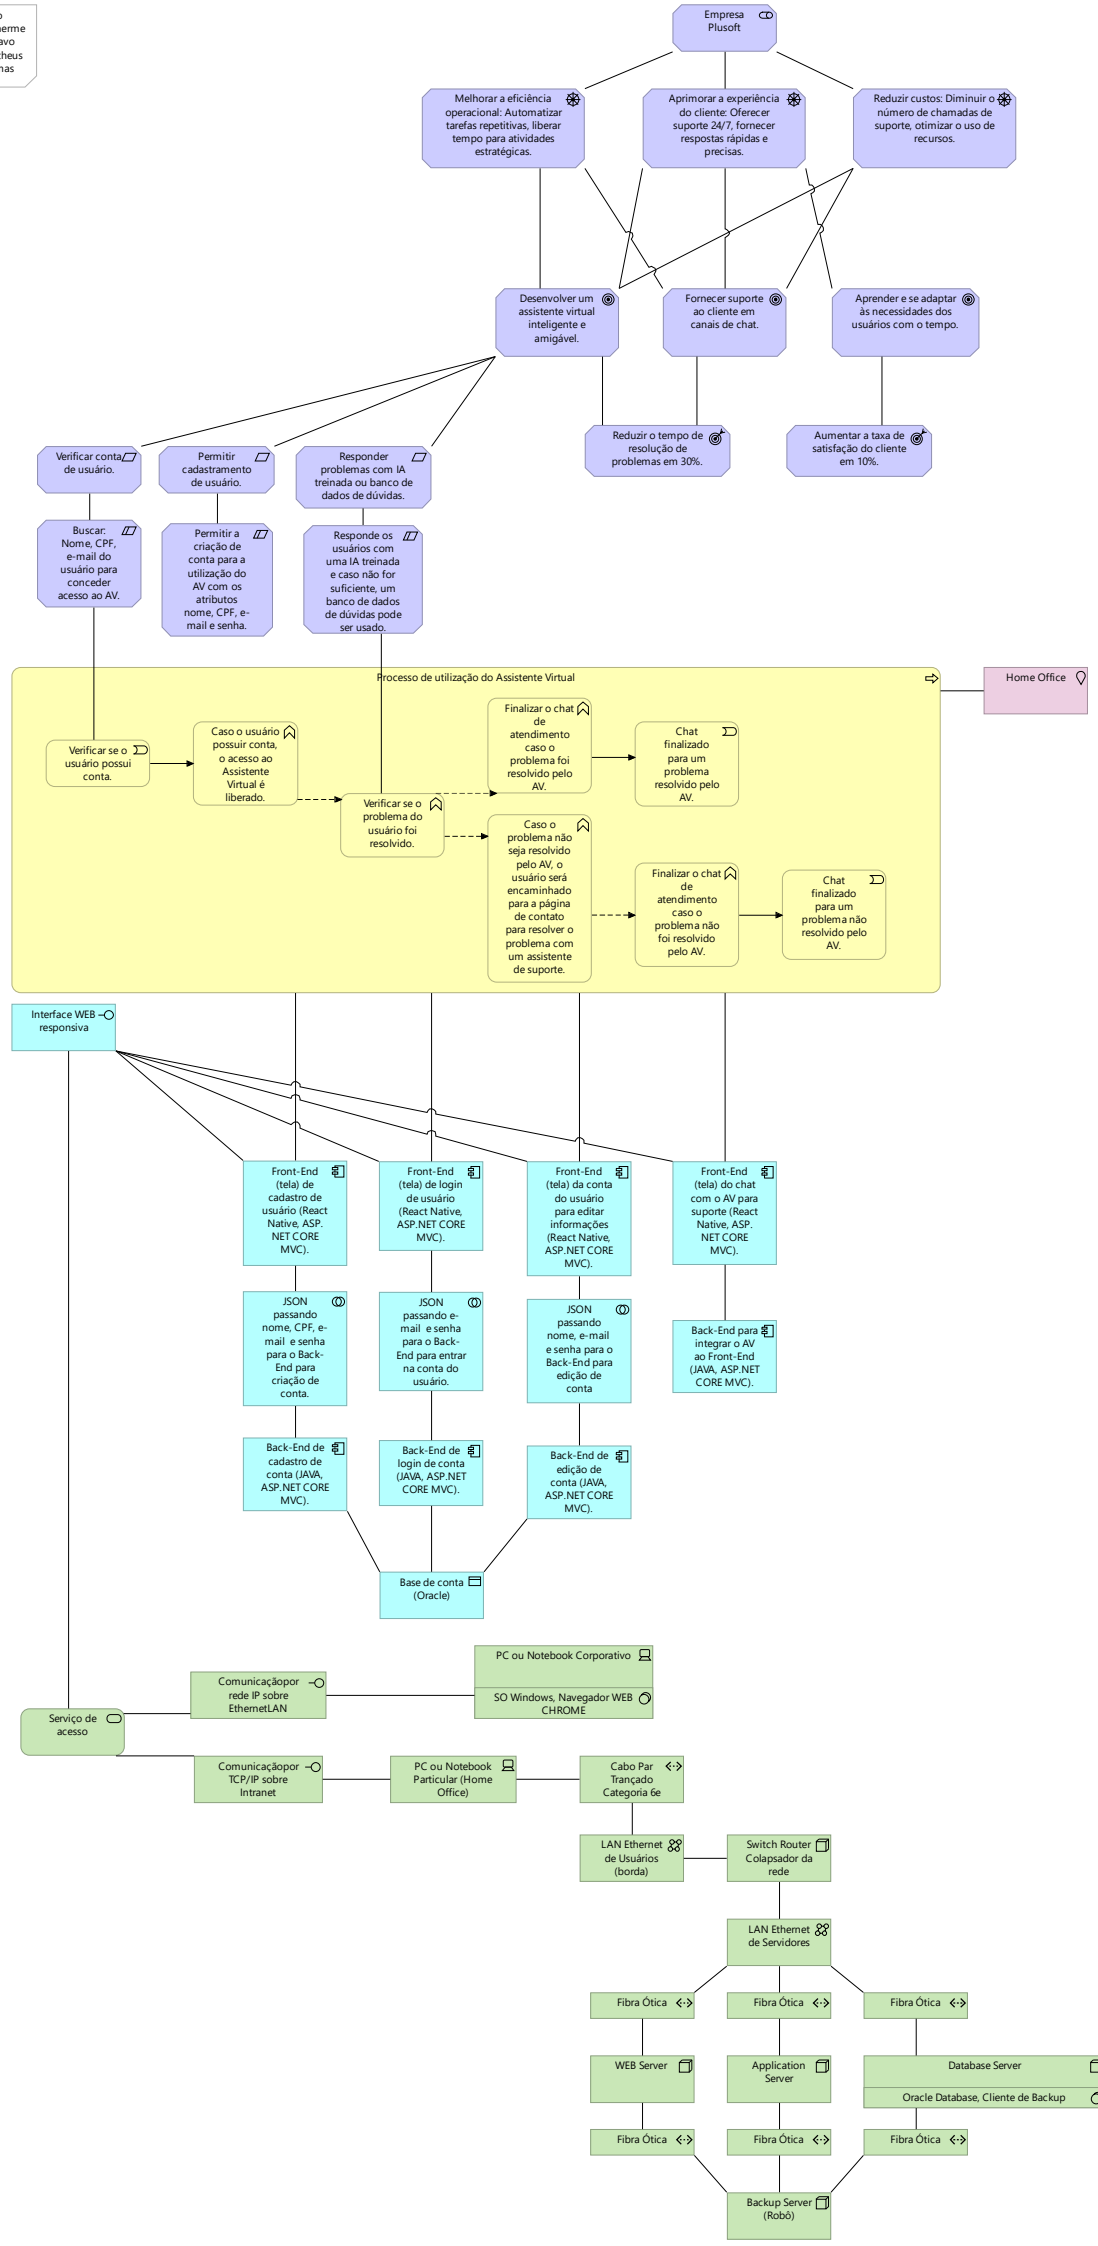 Empresa
Plusoft
Melhorar a eficiência
operacional: Automatizar
tarefas repetitivas, liberar
tempo para atividades
estratégicas.
Aprimorar a experiência
do cliente: Oferecer
suporte 24/7, fornecer
respostas rápidas e
precisas.
Reduzir custos: Diminuir o
número de chamadas de
suporte, otimizar o uso de
recursos.
Desenvolver um
assistente virtual
inteligente e
amigável.
Fornecer suporte
ao cliente em
canais de chat.
Aprender e se adaptar
às necessidades dos
usuários com o tempo.
Reduzir o tempo de
resolução de
problemas em 30%.
Aumentar a taxa de
satisfação do cliente
em 10%.
Verificar conta
de usuário.
Permitir
cadastramento
de usuário.
Responder
problemas com IA
treinada ou banco de
dados de dúvidas.
Buscar:
Nome, CPF,
e-mail do
usuário para
conceder
acesso ao AV.
Permitir a
criação de
conta para a
utilização do
AV com os
atributos
nome, CPF, e-
mail e senha.
Responde os
usuários com
uma IA treinada
e caso não for
suficiente, um
banco de dados
de dúvidas pode
ser usado.
Processo de utilização do Assistente Virtual
Home Office
Verificar se o
usuário possui
conta.
Caso o usuário
possuir conta,
o acesso ao
Assistente
Virtual é
liberado.
Verificar se o
problema do
usuário foi
resolvido.
Finalizar o chat
de
atendimento
caso o
problema foi
resolvido pelo
AV.
Chat
finalizado
para um
problema
resolvido pelo
AV.
Caso o
problema não
seja resolvido
pelo AV, o
usuário será
encaminhado
para a página
de contato
para resolver o
problema com
um assistente
de suporte.
Finalizar o chat
de
atendimento
caso o
problema não
foi resolvido
pelo AV.
Chat
finalizado
para um
problema não
resolvido pelo
AV.
Interface WEB
responsiva
Front-End
(tela) de
cadastro de
usuário (React
Native, ASP.
NET CORE
MVC).
Front-End
(tela) de login
de usuário
(React Native,
ASP.NET CORE
MVC).
Front-End
(tela) da conta
do usuário
para editar
informações
(React Native,
ASP.NET CORE
MVC).
Front-End
(tela) do chat
com o AV para
suporte (React
Native, ASP.
NET CORE
MVC).
JSON
passando
nome, CPF, e-
mail e senha
para o Back-
End para
criação de
conta.
JSON
passando e-
mail e senha
para o Back-
End para entrar
na conta do
usuário.
JSON
passando
nome, e-mail
e senha para o
Back-End para
edição de
conta
Back-End para
integrar o AV
ao Front-End
(JAVA, ASP.NET
CORE MVC).
Back-End de
cadastro de
conta (JAVA,
ASP.NET CORE
MVC).
Back-End de
login de conta
(JAVA, ASP.NET
CORE MVC).
Back-End de
edição de
conta (JAVA,
ASP.NET CORE
MVC).
Base de conta
(Oracle)
Serviço de
acesso
Comunicaçãopor
rede IP sobre
EthernetLAN
PC ou Notebook Corporativo
SO Windows, Navegador WEB
CHROME
Comunicaçãopor
TCP/IP sobre
Intranet
PC ou Notebook
Particular (Home
Office)
Cabo Par
Trançado
Categoria 6e
LAN Ethernet
de Usuários
(borda)
Switch Router
Colapsador da
rede
LAN Ethernet
de Servidores
Fibra Ótica
Fibra Ótica
Fibra Ótica
WEB Server
Application
Server
Database Server
Oracle Database, Cliente de Backup
Fibra Ótica
Fibra Ótica
Fibra Ótica
Backup Server
(Robô)